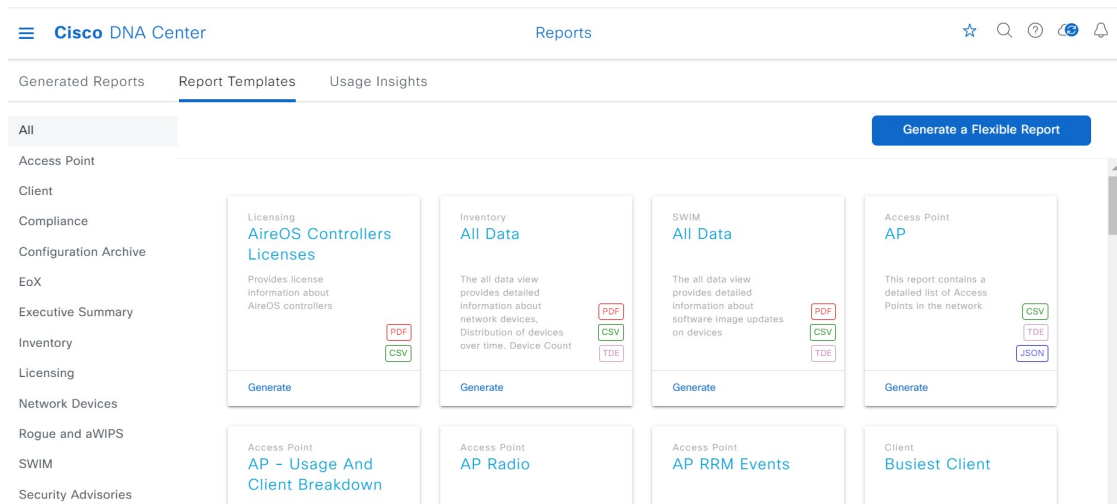 Cisco DNA Center
Reports
Generated Reports
Report Templates
Usage Insights
All
Access Point
Client
Compliance
Configuration Archive
EoX
Executive Summary
Inventory
Licensing
Network Devices
Rogue and aWIPS
SWIM
Security Advisories
Generate a Flexible Report
Licensing
AireOS Controllers
Licenses
Provides license
information about
AireOS controllers
PDF
CSV
Generate
Inventory
All Data
The all data view
provides detailed
information about
network devices,
Distribution of devices
over time, Device Count
PDF
CSV
TDE
Generate
SWIM
All Data
The all data view
provides detailed
information about
software image updates
on devices
PDF
CSV
TDE
Generate
Access Point
AP
This report contains a
detailed list of Access
Points in the network
CSV
TDE
JSON
Generate
Access Point
AP - Usage And
Client Breakdown
Access Point
AP Radio
Access Point
AP RRM Events
Client
Busiest Client